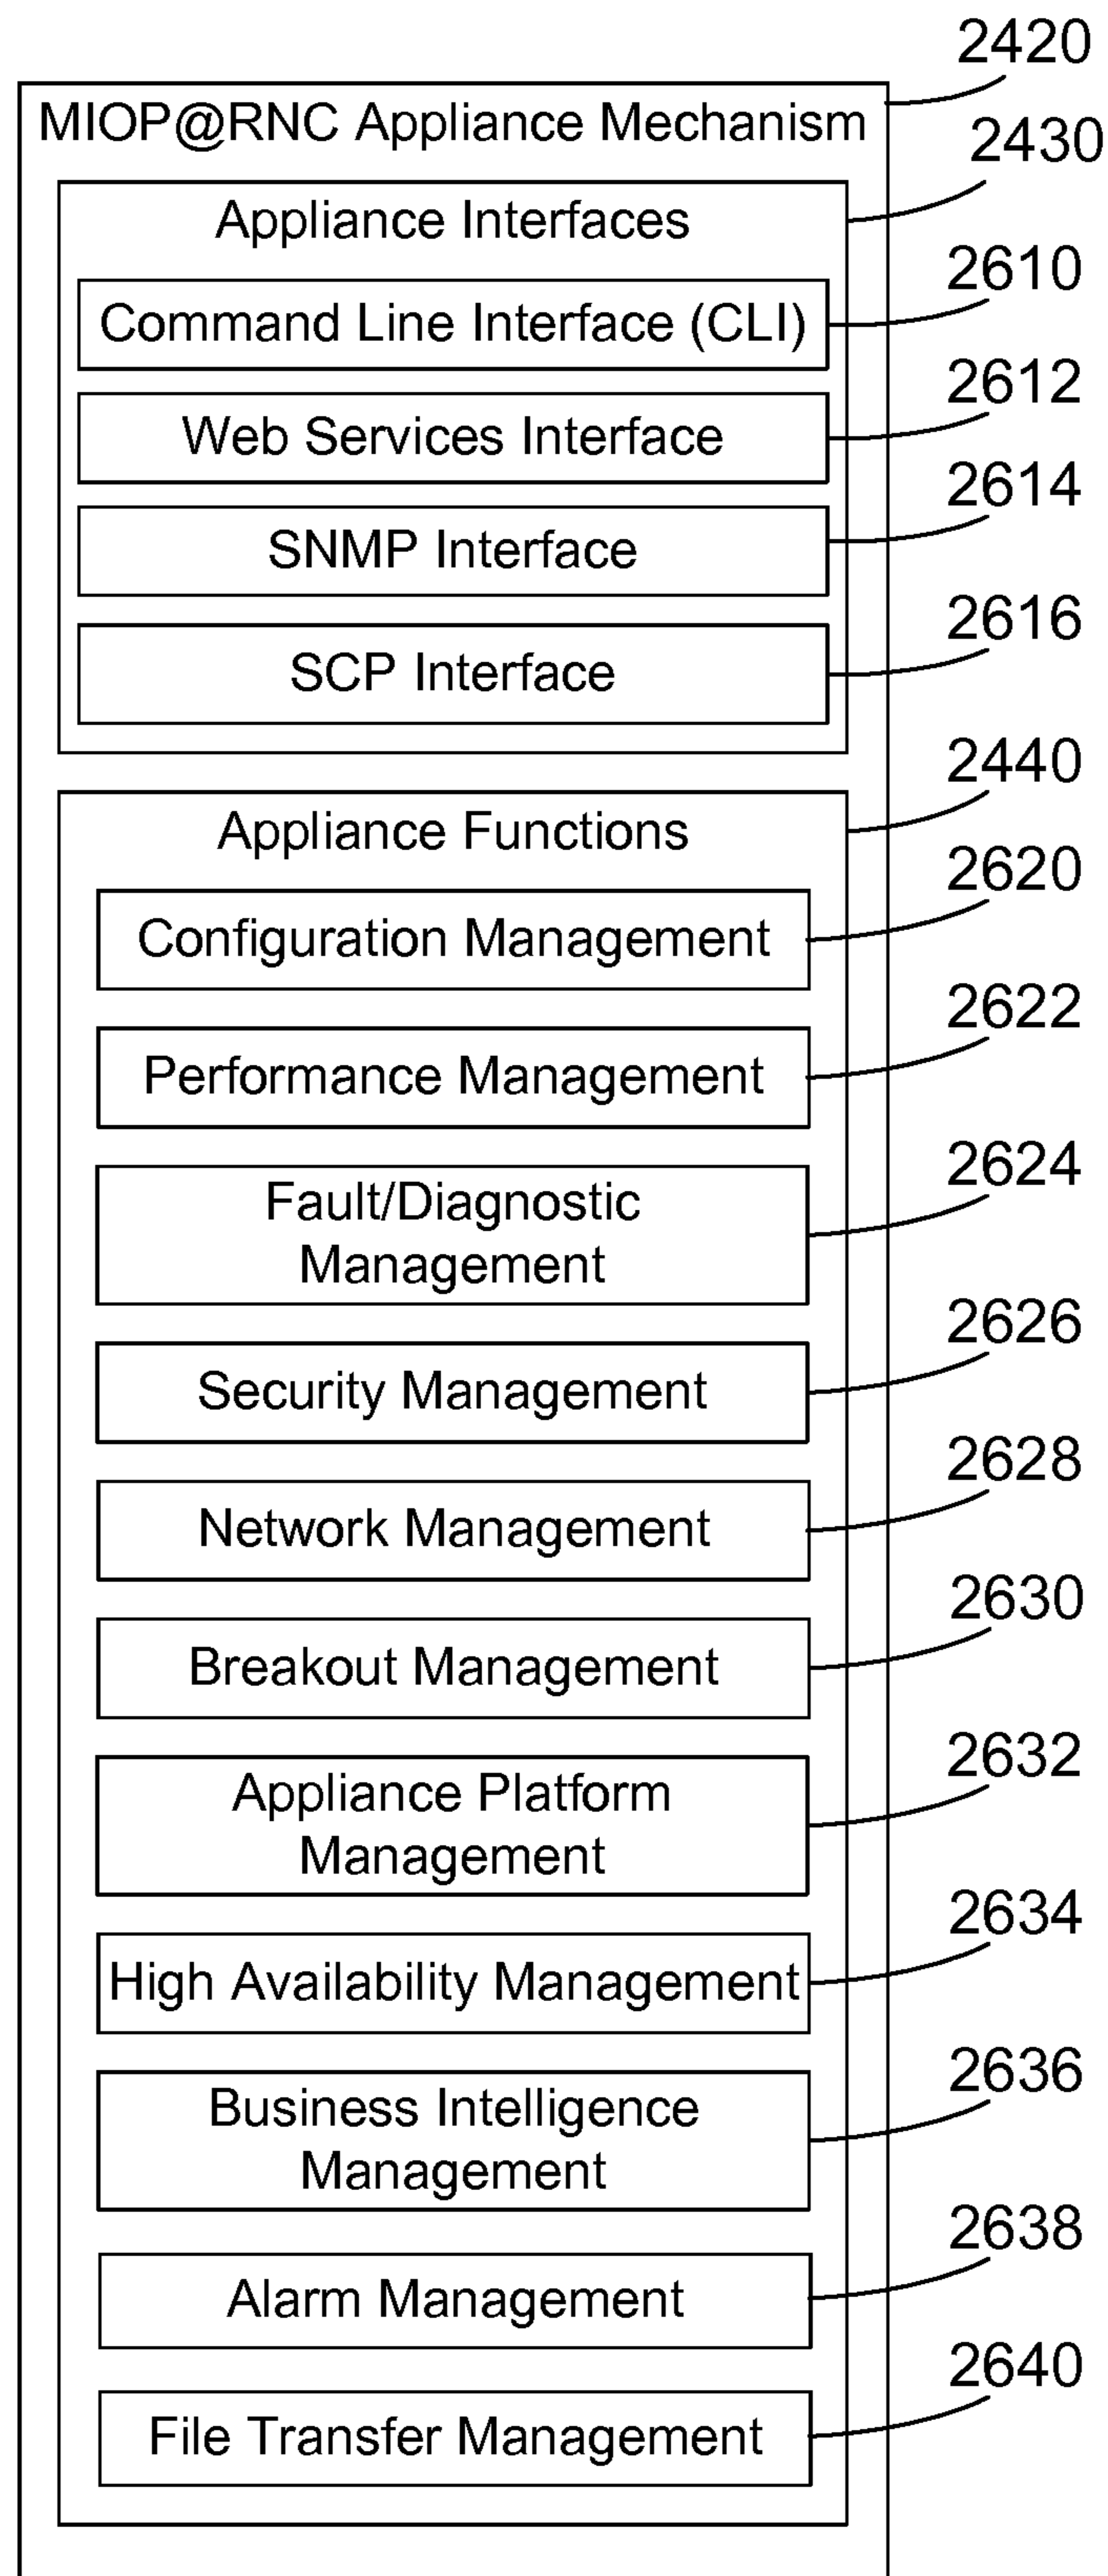 2420
MIOP@RNC Appliance Mechanism
2430
Appliance Interfaces
2610
Command Line Interface (CLI)
2612
Web Services Interface
2614
SNMP Interface
2616
SCP Interface
2440
Appliance Functions
2620
Configuration Management
2622
Performance Management
2624
Fault/Diagnostic
Management
2626
Security Management
2628
Network Management
2630
Breakout Management
2632
Appliance Platform
Management
2634
High Availability Management
2636
Business Intelligence
Management
2638
Alarm Management
2640
File Transfer Management